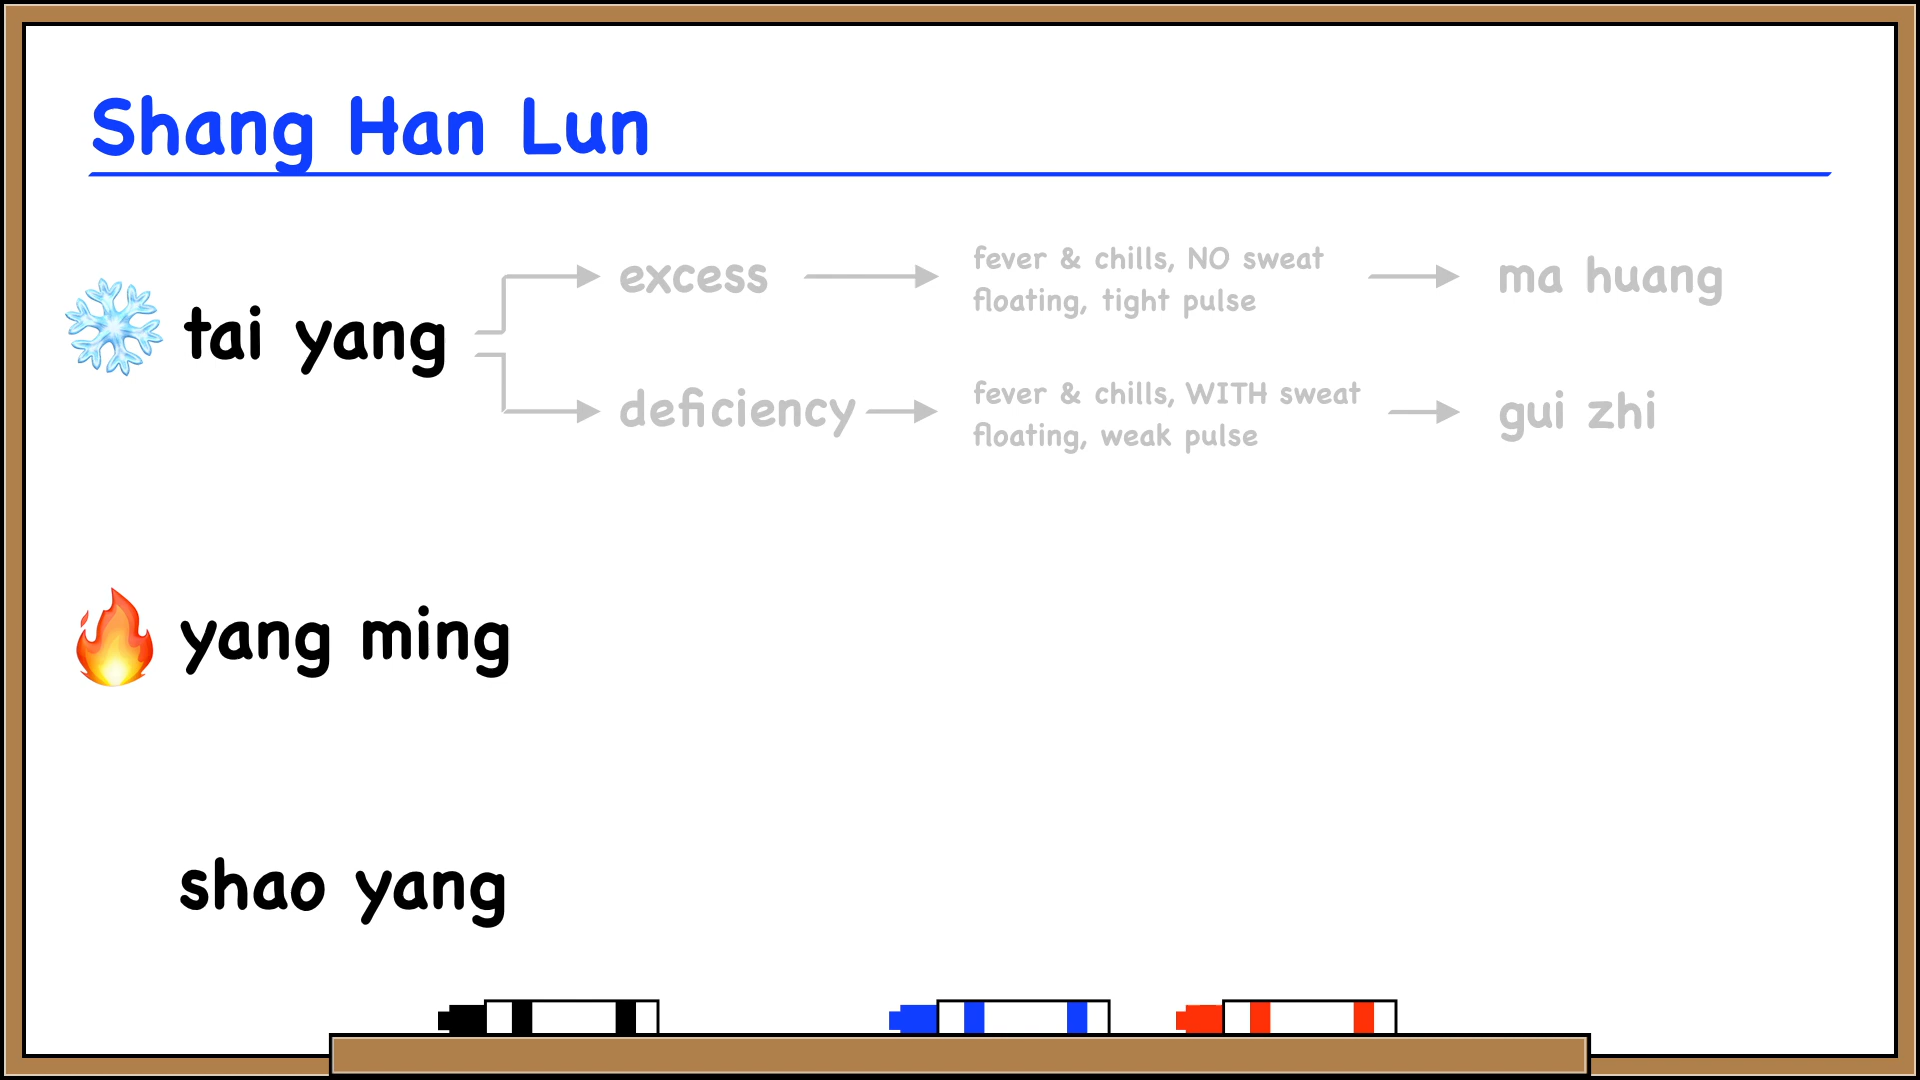 Shang Han Lun
tai yang
excess
fever & chills, NO sweat
floating, tight pulse
ma huang
deficiency
fever & chills, WITH sweat
floating, weak pulse
gui zhi
yang ming
shao yang